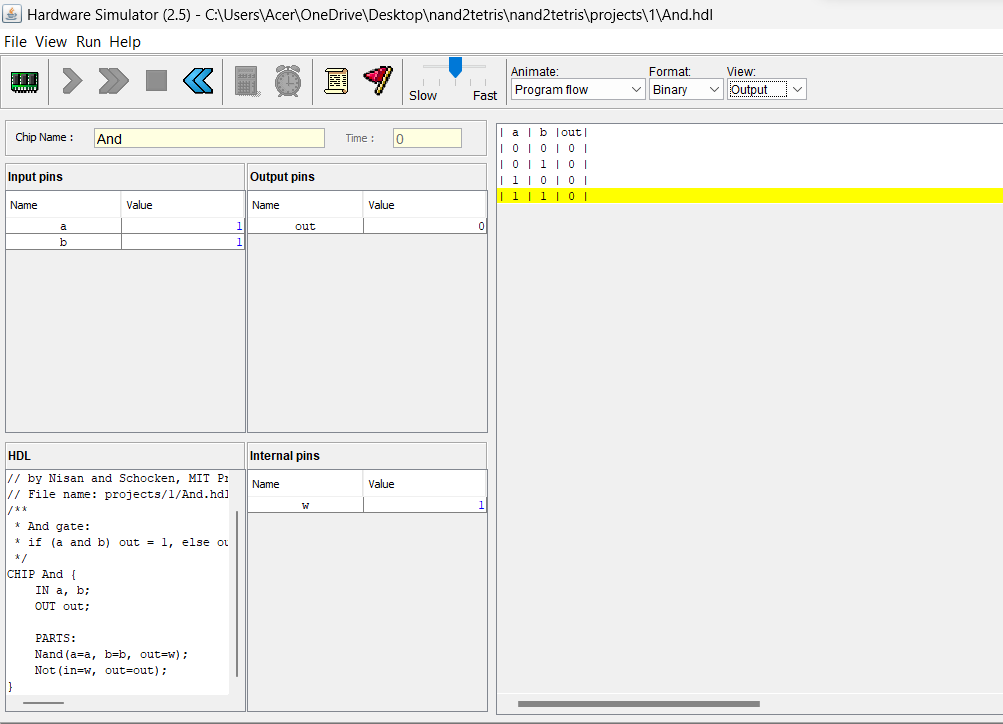 Hardware Simulator (2.5) - C:\Users\Acer\OneDrive\Desktop\nand2tetris\nand2tetris\projects\1\And.hdl
File View Run Help
Slow Fast
Animate: Format: View:
Program flow Binary Output
Chip Name : And Time : 0
Input pins
Name Value
a 1
b 1
Output pins
Name Value
out 0
HDL
// by Nisan and Schocken, MIT Pr
// File name: projects/1/And.hdl
/**
 * And gate:
 * if (a and b) out = 1, else ou
 */
CHIP And {
    IN a, b;
    OUT out;
    PARTS:
    Nand(a=a, b=b, out=w);
    Not(in=w, out=out);
}
Internal pins
Name Value
w 1
| a | b |out|
| 0 | 0 | 0 |
| 0 | 1 | 0 |
| 1 | 0 | 0 |
| 1 | 1 | 0 |